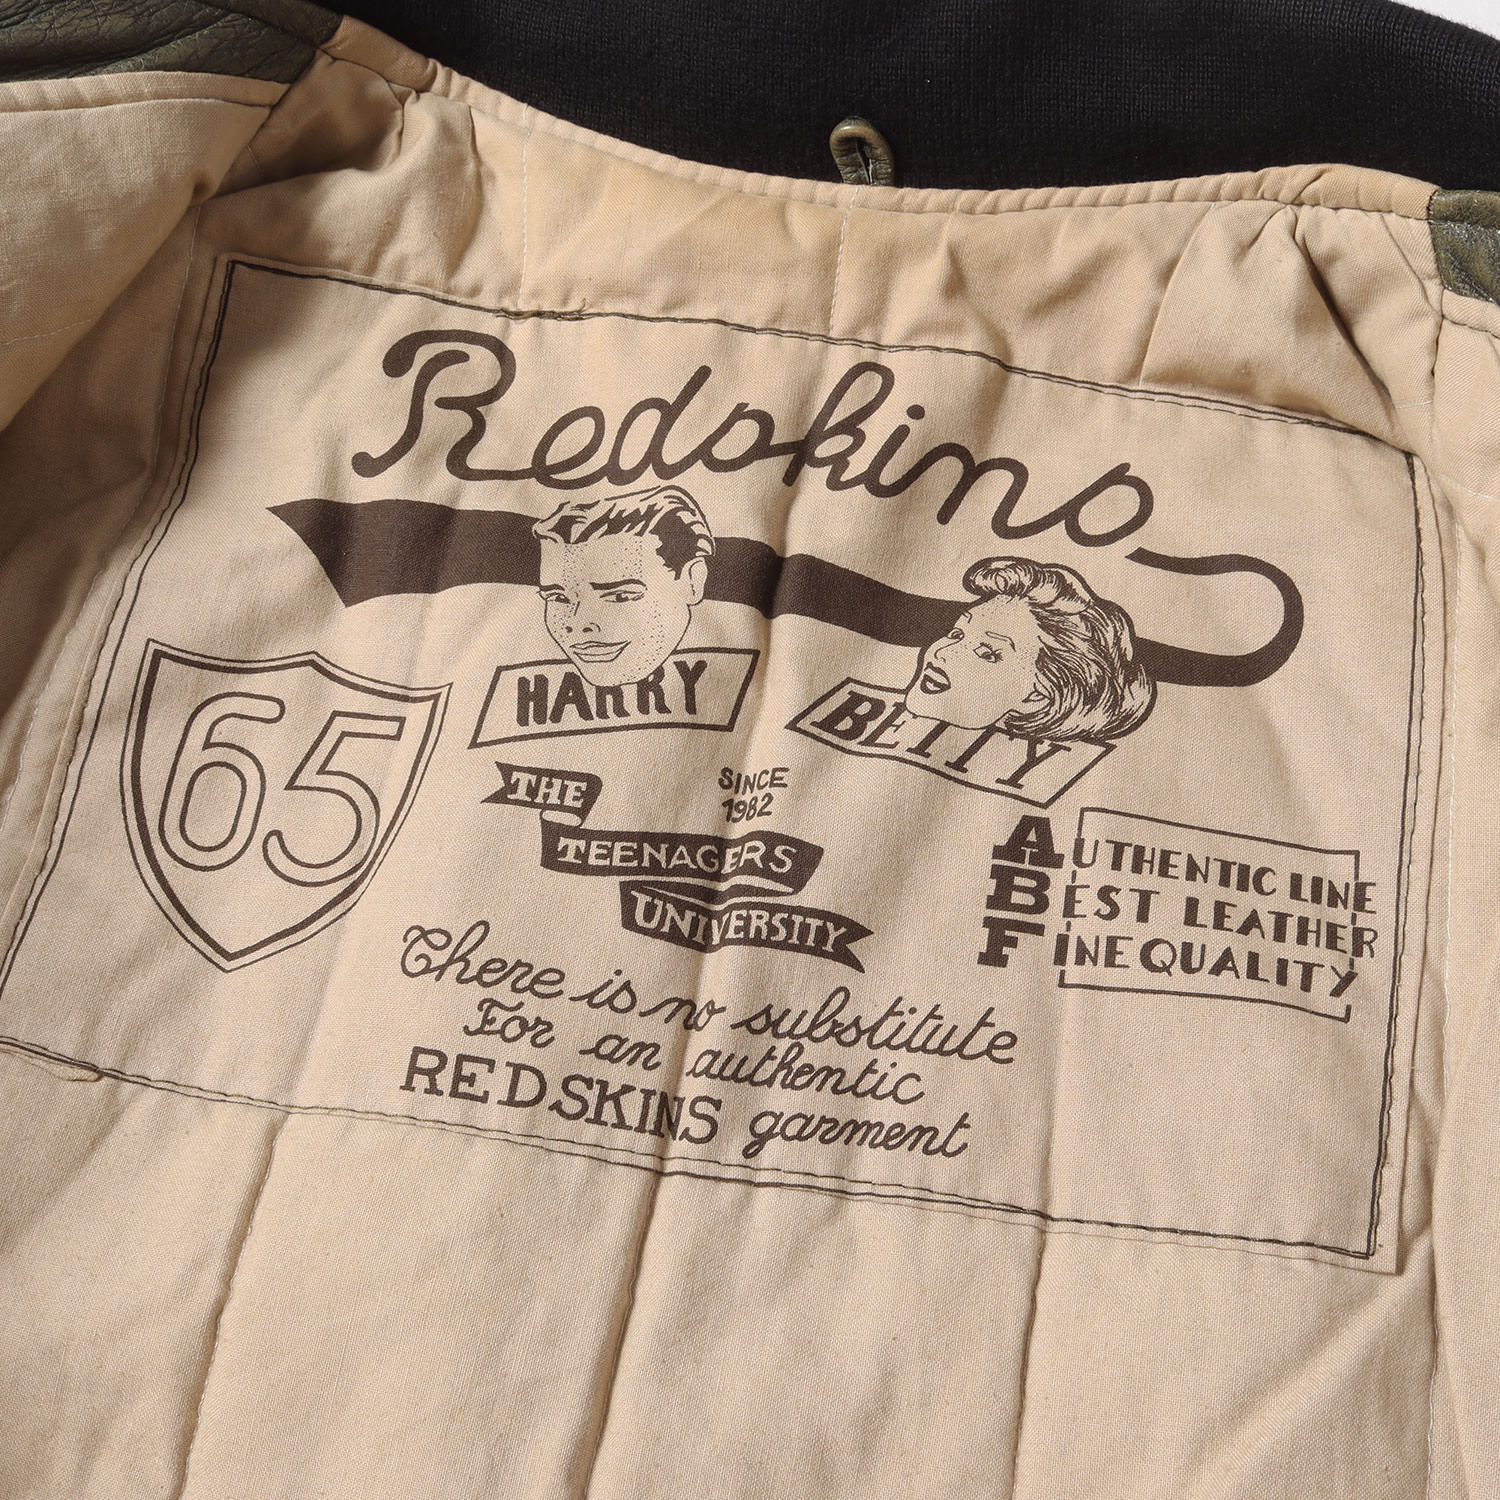 Redskins
HARRY
BETTY
65
THE
TEENAGERS
UNIVERSITY
SINCE
1982
A AUTHENTIC LINE
B BEST LEATHER
F FINE QUALITY
There is no substitute
For an authentic
REDSKINS garment